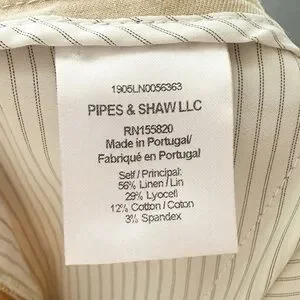 1905LN0056363
PIPES & SHAW LLC
RN155820
Made in Portugal/
Fabriqué en Portugal
Self / Principal:
56% Linen / Lin
29% Lyocell
12% Cotton / Coton
3% Spandex